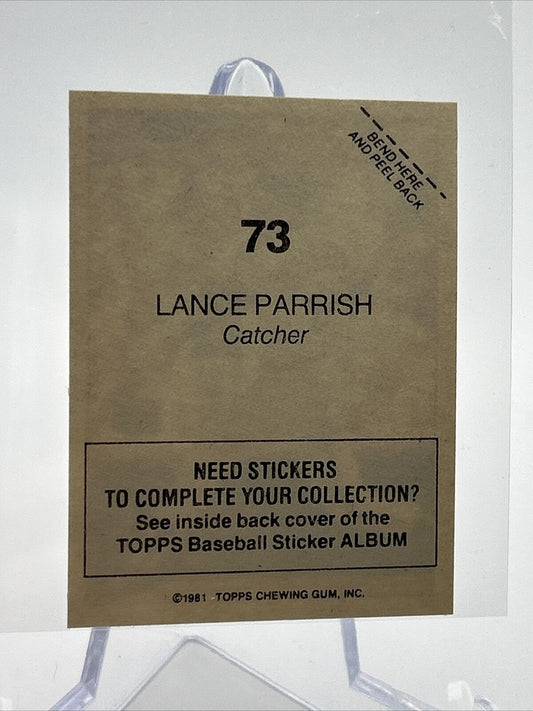 BEND HERE
AND PEEL BACK
73
LANCE PARRISH
Catcher
NEED STICKERS
TO COMPLETE YOUR COLLECTION?
See inside back cover of the
TOPPS Baseball Sticker ALBUM
©1981 TOPPS CHEWING GUM, INC.